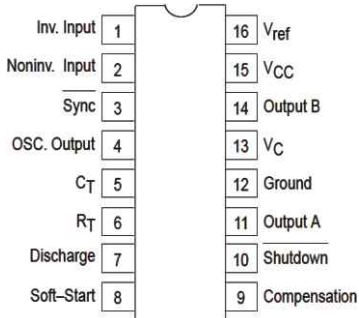 Inv. Input 1 16 Vref
Noninv. Input 2 15 VCC
Sync 3 14 Output B
OSC. Output 4 13 VC
CT 5 12 Ground
RT 6 11 Output A
Discharge 7 10 Shutdown
Soft–Start 8 9 Compensation